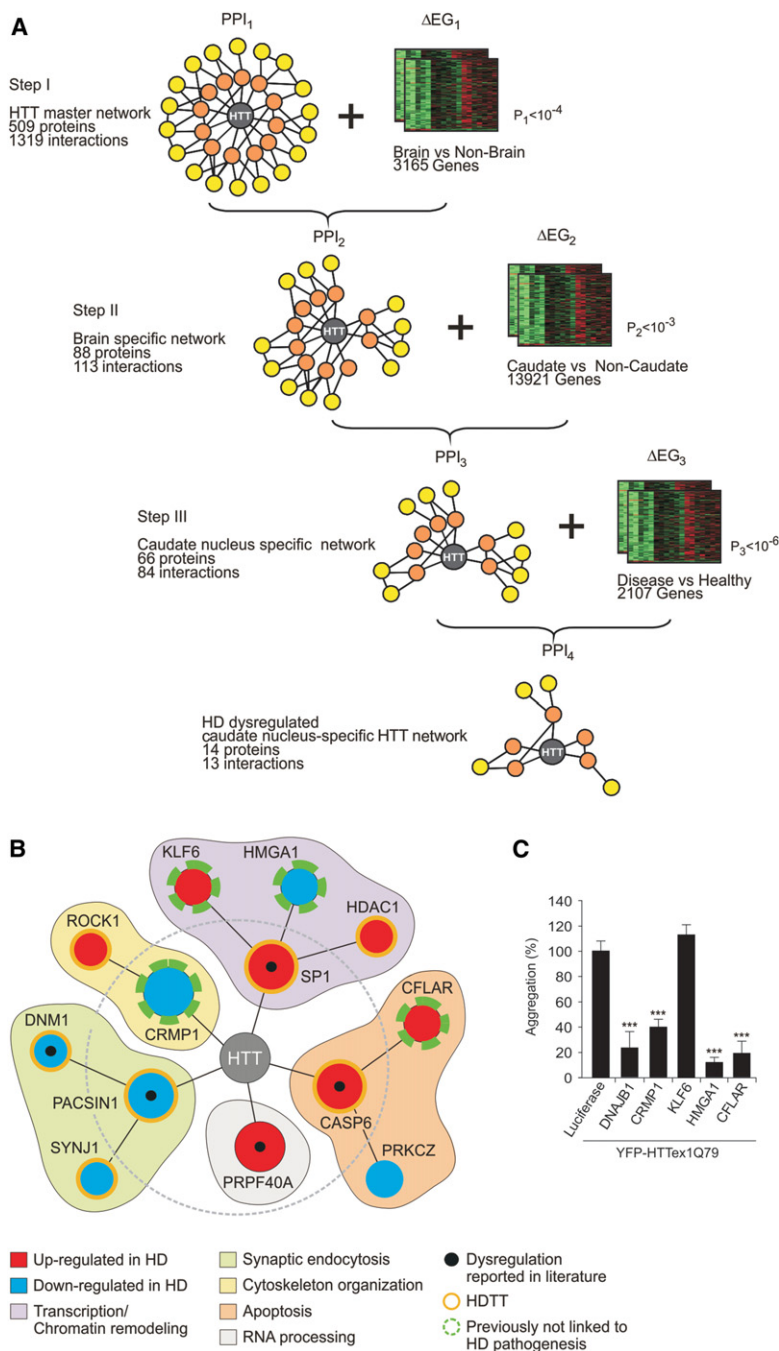 A
PPI1
ΔEG1
Step I
HTT master network
509 proteins
1319 interactions
HTT
+
P1<10-4
Brain vs Non-Brain
3165 Genes
PPI2
ΔEG2
Step II
Brain specific network
88 proteins
113 interactions
HTT
+
P2<10-3
Caudate vs Non-Caudate
13921 Genes
PPI3
ΔEG3
Step III
Caudate nucleus specific network
66 proteins
84 interactions
HTT
+
P3<10-6
Disease vs Healthy
2107 Genes
PPI4
HD dysregulated
caudate nucleus-specific HTT network
14 proteins
13 interactions
HTT
B
KLF6
HMGA1
HDAC1
ROCK1
SP1
CRMP1
CFLAR
DNM1
HTT
PACSIN1
CASP6
SYNJ1
PRPF40A
PRKCZ
Up-regulated in HD
Down-regulated in HD
Transcription/
Chromatin remodeling
Synaptic endocytosis
Cytoskeleton organization
Apoptosis
RNA processing
Dysregulation
reported in literature
HDTT
Previously not linked to
HD pathogenesis
C
Aggregation (%)
140
120
100
80
60
40
20
0
***
***
***
***
Luciferase
DNAJB1
CRMP1
KLF6
HMGA1
CFLAR
YFP-HTTex1Q79